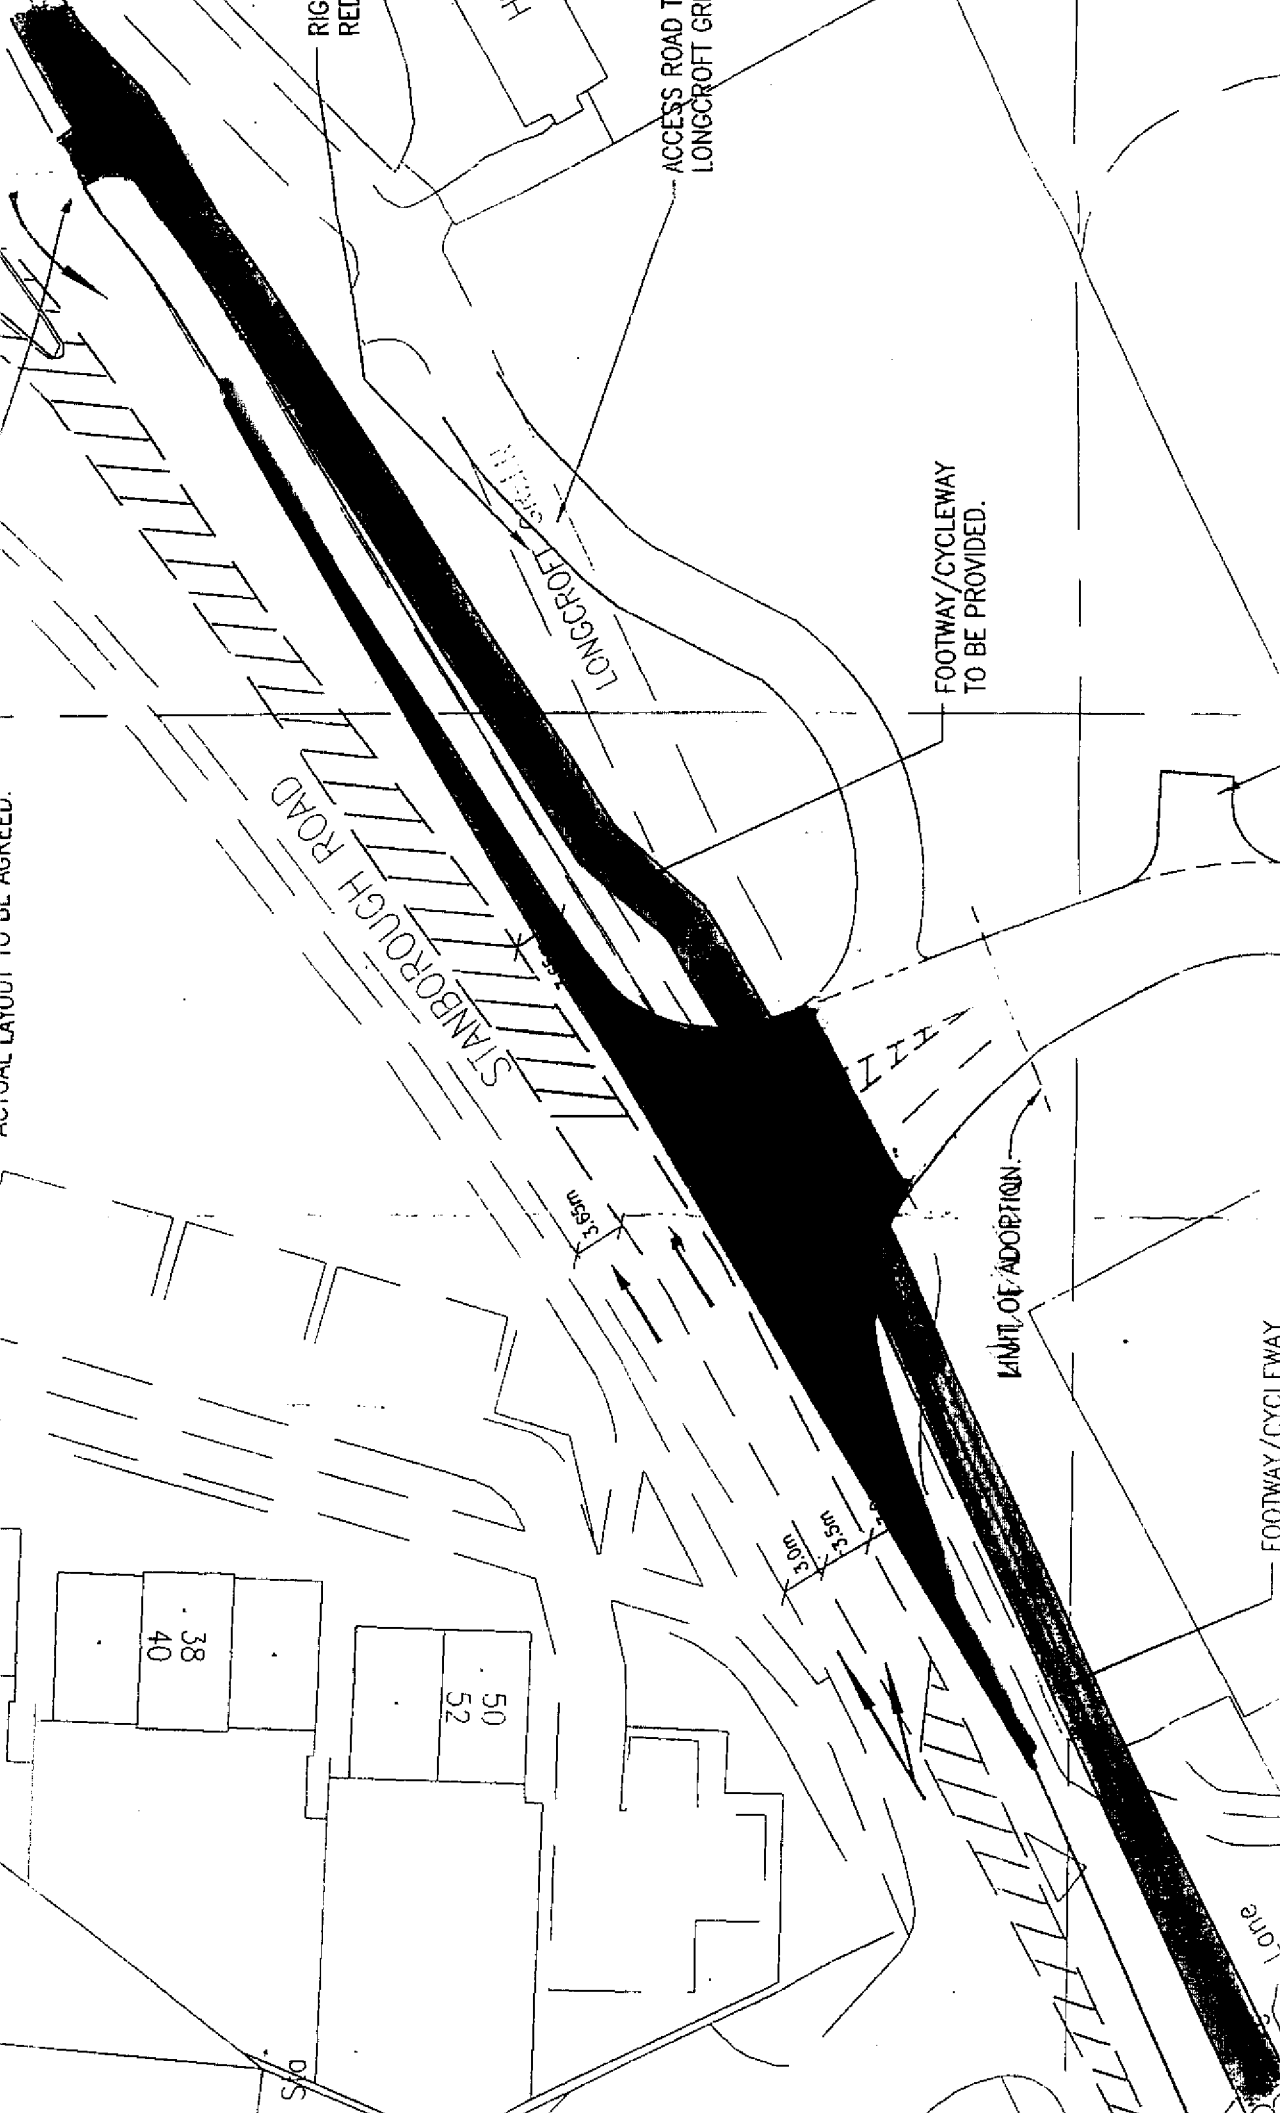 RIG
RED
H
ACCESS ROAD T
LONGCROFT GRE
LONGCROFT
FOOTWAY/CYCLEWAY
TO BE PROVIDED.
ACTUAL LAYOUT TO BE AGREED.
STANBOROUGH ROAD
3.65m
3.0m
3.5m
LIMIT OF ADOPTION.
FOOTWAY/CYCLEWAY
38
40
50
52
Lane